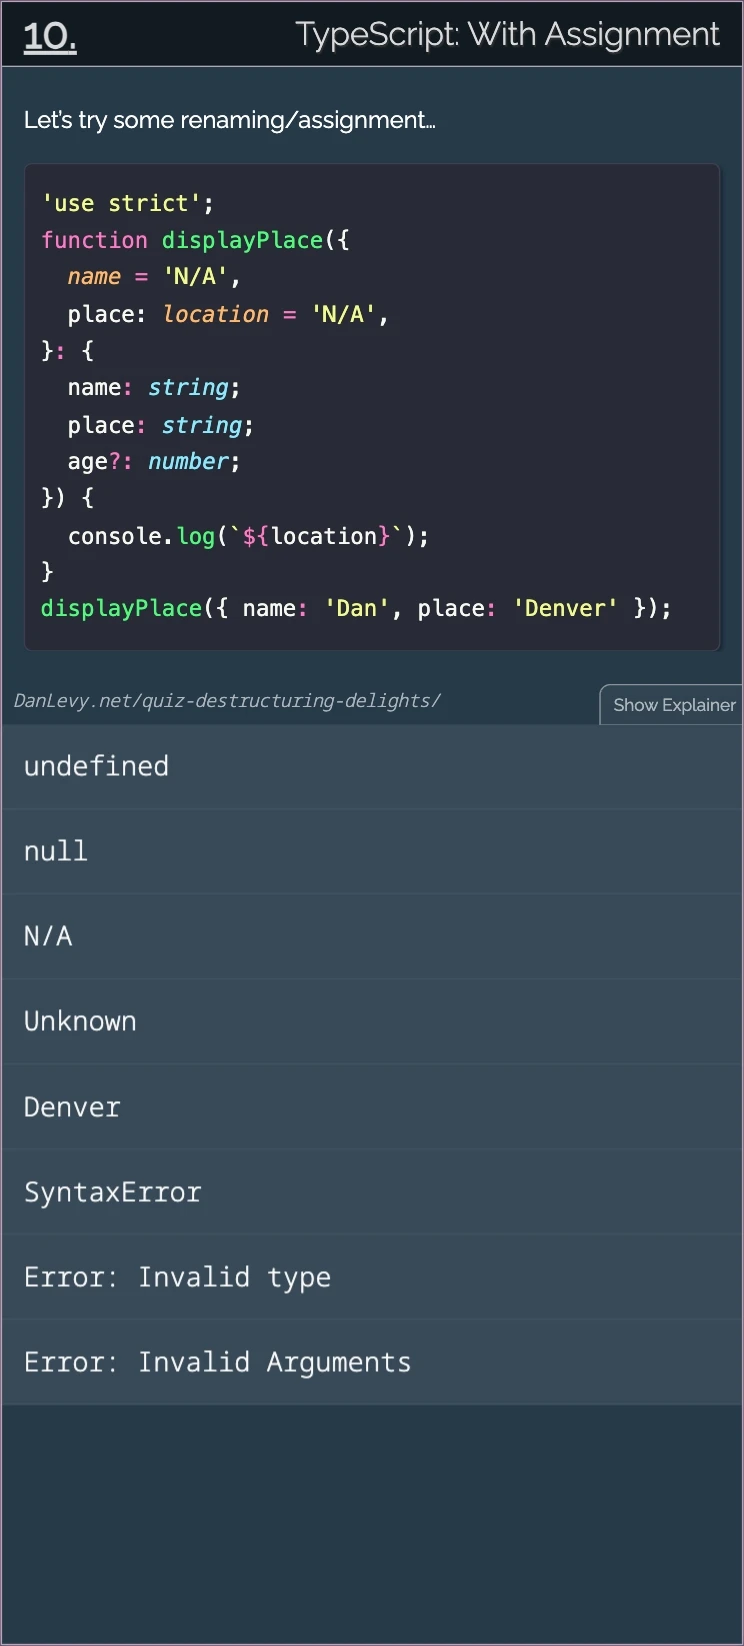 10.
TypeScript: With Assignment
Let's try some renaming/assignment…
'use strict';
function displayPlace({
  name = 'N/A',
  place: location = 'N/A',
}: {
  name: string;
  place: string;
  age?: number;
}) {
  console.log(`${location}`);
}
displayPlace({ name: 'Dan', place: 'Denver' });
DanLevy.net/quiz-destructuring-delights/
Show Explainer
undefined
null
N/A
Unknown
Denver
SyntaxError
Error: Invalid type
Error: Invalid Arguments